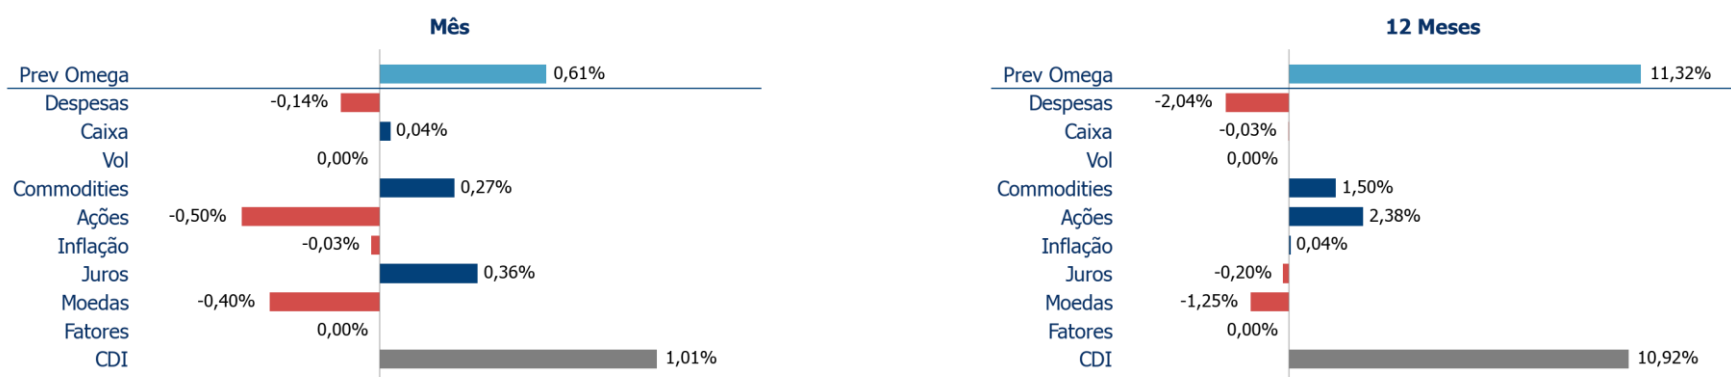 Mês
Prev Omega 0,61%
Despesas -0,14%
Caixa 0,04%
Vol 0,00%
Commodities 0,27%
Ações -0,50%
Inflação -0,03%
Juros 0,36%
Moedas -0,40%
Fatores 0,00%
CDI 1,01%
12 Meses
Prev Omega 11,32%
Despesas -2,04%
Caixa -0,03%
Vol 0,00%
Commodities 1,50%
Ações 2,38%
Inflação 0,04%
Juros -0,20%
Moedas -1,25%
Fatores 0,00%
CDI 10,92%